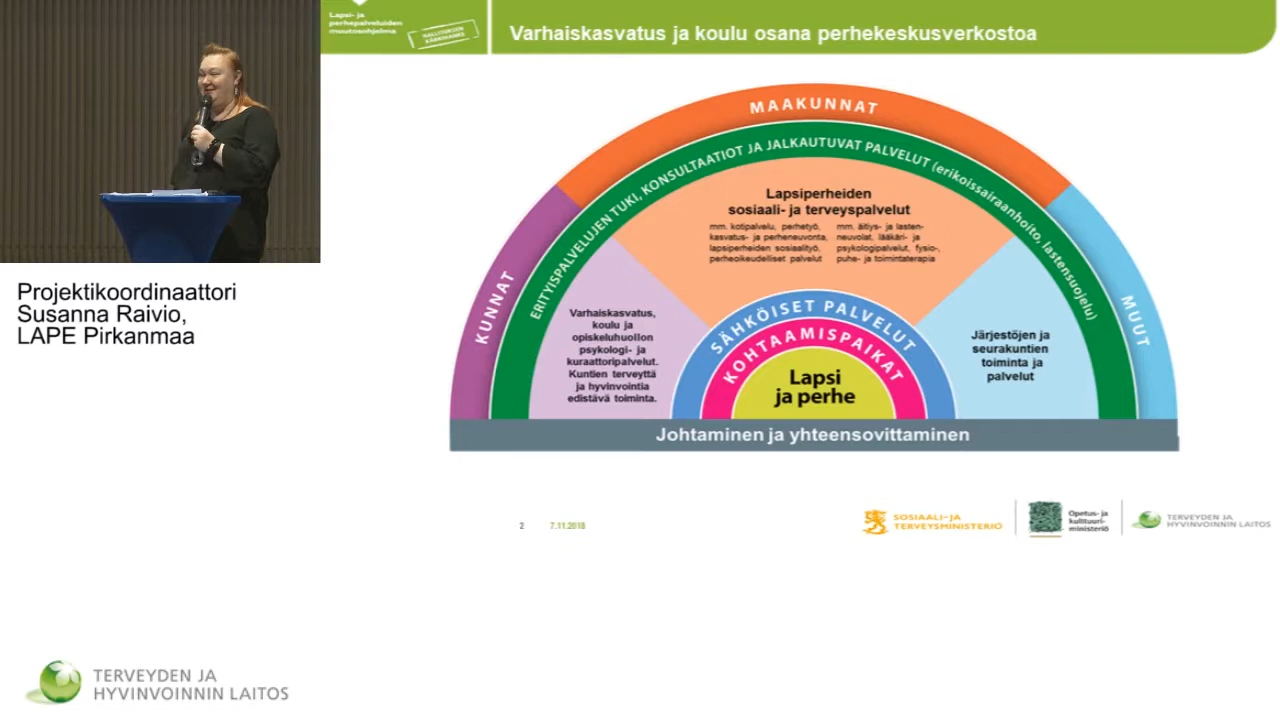 Lapsi- ja
perhepalveluiden
muutosohjelma
HALLITUKSEN
KÄRKIHANKE
Varhaiskasvatus ja koulu osana perhekeskusverkostoa
MAAKUNNAT
KUNNAT
MUUT
ERITYISPALVELUJEN TUKI, KONSULTAATIOT JA JALKAUTUVAT PALVELUT (erikoissairaanhoito, lastensuojelu)
Lapsiperheiden
sosiaali- ja terveyspalvelut
mm. kotipalvelu, perhetyö,
kasvatus- ja perheneuvonta,
lapsiperheiden sosiaalityö,
perheoikeudelliset palvelut
mm. äitiys- ja lasten-
neuvolat, lääkäri- ja
psykologipalvelut, fysio-,
puhe- ja toimintaterapia
Varhaiskasvatus,
koulu ja
opiskeluhuollon
psykologi- ja
kuraattoripalvelut.
Kuntien terveyttä
ja hyvinvointia
edistävä toiminta.
Järjestöjen ja
seurakuntien
toiminta ja
palvelut
SÄHKÖISET PALVELUT
KOHTAAMISPAIKAT
Lapsi
ja perhe
Johtaminen ja yhteensovittaminen
Projektikoordinaattori
Susanna Raivio,
LAPE Pirkanmaa
2 7.11.2018
SOSIAALI- JA
TERVEYSMINISTERIÖ
Opetus- ja
kulttuuri-
ministeriö
TERVEYDEN JA
HYVINVOINNIN LAITOS
TERVEYDEN JA
HYVINVOINNIN LAITOS